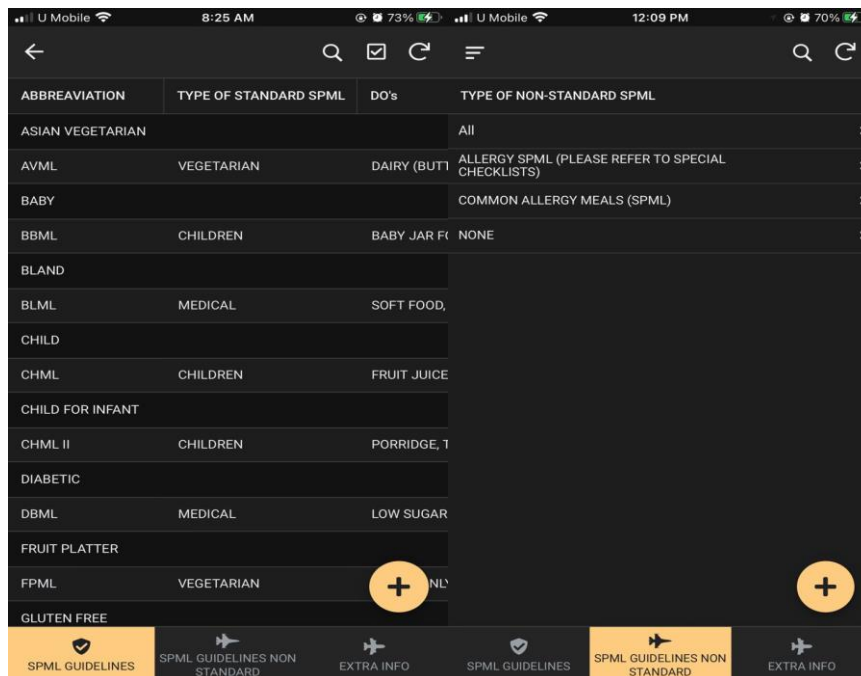 U Mobile 8:25 AM 73%
ABBREAVIATION TYPE OF STANDARD SPML DO's
ASIAN VEGETARIAN
AVML VEGETARIAN DAIRY (BUTT
BABY
BBML CHILDREN BABY JAR FO
BLAND
BLML MEDICAL SOFT FOOD,
CHILD
CHML CHILDREN FRUIT JUICE
CHILD FOR INFANT
CHML II CHILDREN PORRIDGE, T
DIABETIC
DBML MEDICAL LOW SUGAR
FRUIT PLATTER
FPML VEGETARIAN NLY
GLUTEN FREE
SPML GUIDELINES
SPML GUIDELINES NON
STANDARD
EXTRA INFO
U Mobile 12:09 PM 70%
TYPE OF NON-STANDARD SPML
All
ALLERGY SPML (PLEASE REFER TO SPECIAL
CHECKLISTS)
COMMON ALLERGY MEALS (SPML)
NONE
SPML GUIDELINES
SPML GUIDELINES NON
STANDARD
EXTRA INFO